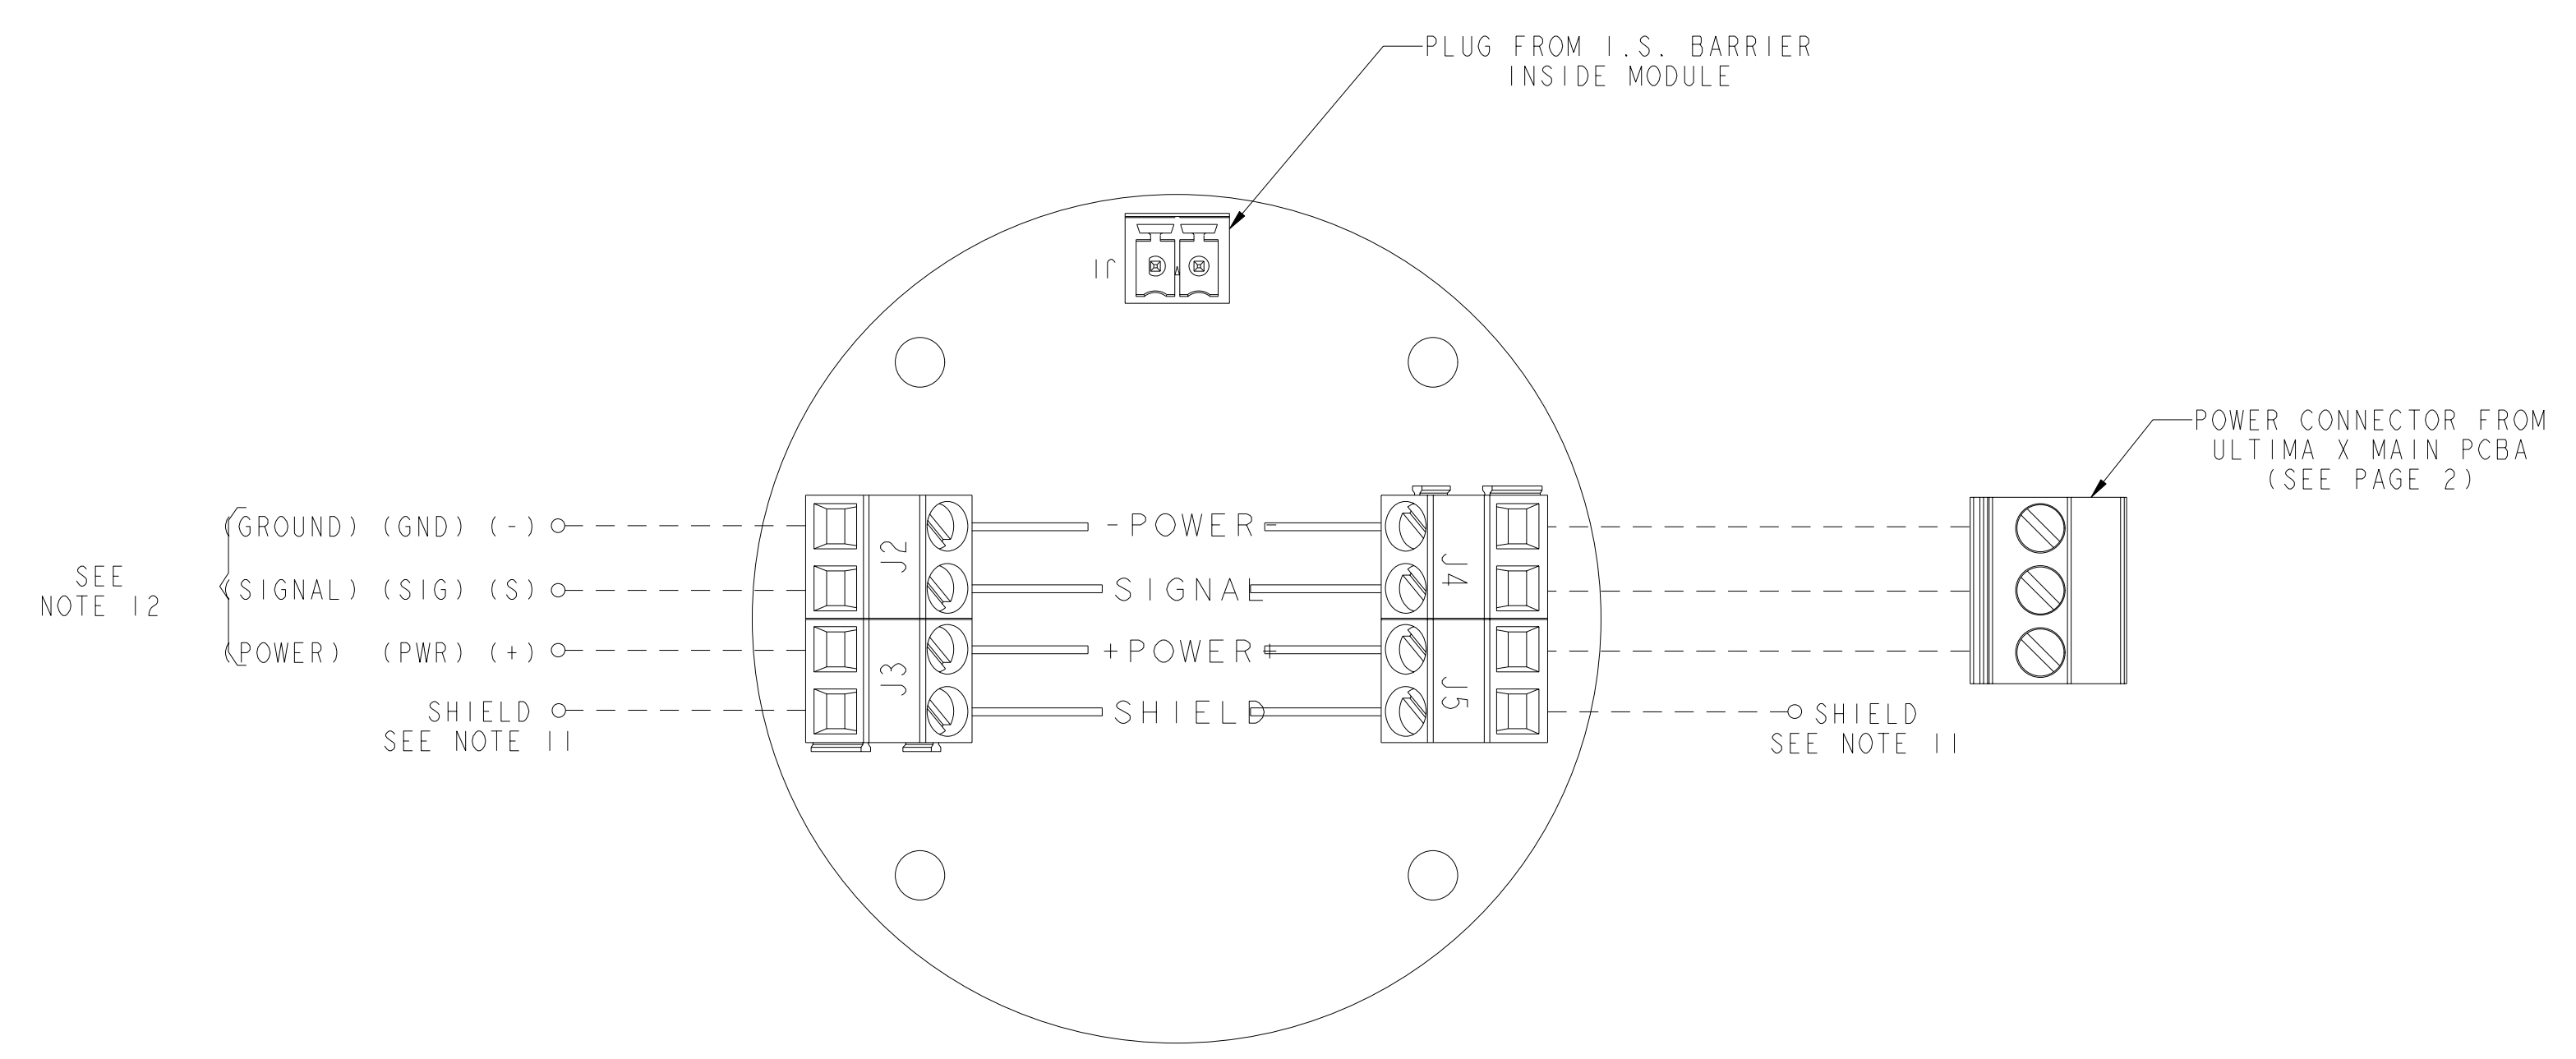 PLUG FROM I.S. BARRIER
INSIDE MODULE
J1
POWER CONNECTOR FROM
ULTIMA X MAIN PCBA
(SEE PAGE 2)
(GROUND) (GND) (-)
J2
-POWER-
J4
SEE
NOTE 12
(SIGNAL) (SIG) (S)
SIGNAL
(POWER) (PWR) (+)
J3
+POWER+
J5
SHIELD
SEE NOTE 11
SHIELD
SHIELD
SEE NOTE 11